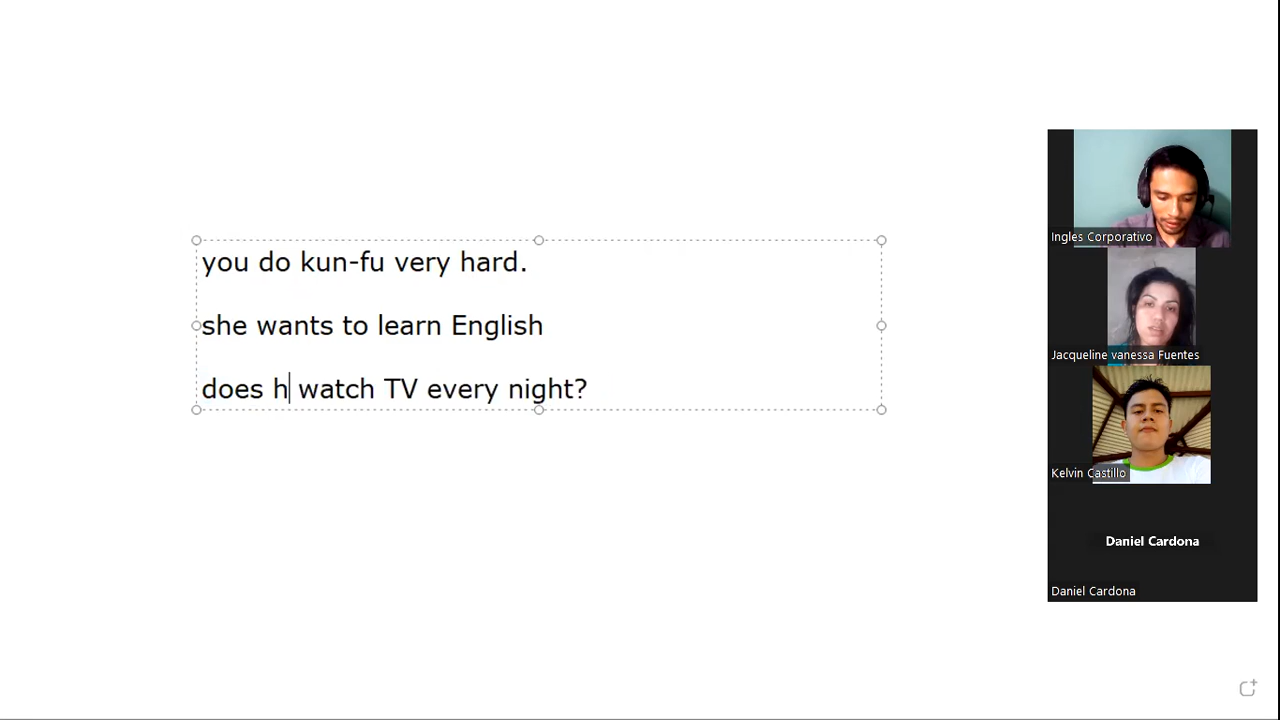 you do kun-fu very hard.
she wants to learn English
does h watch TV every night?
Ingles Corporativo
Jacqueline vanessa Fuentes
Kelvin Castillo
Daniel Cardona
Daniel Cardona